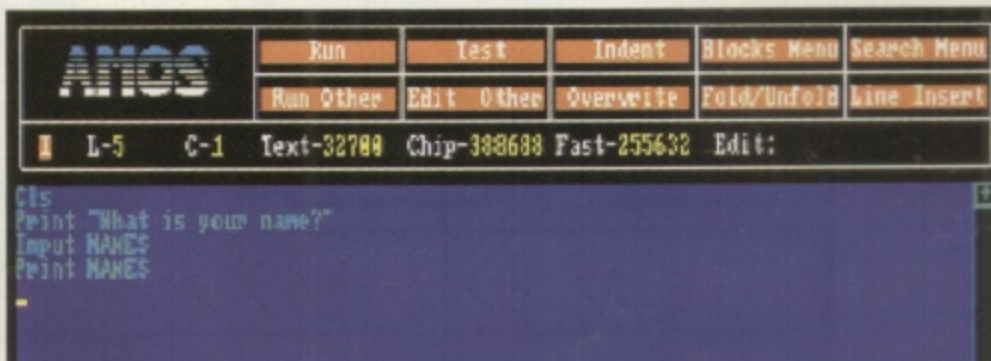 AMOS
Run Test Indent Blocks Menu Search Menu
Run Other Edit Other Overwrite Fold/Unfold Line Insert
1 L-5 C-1 Text-32700 Chip-388688 Fast-255632 Edit:
Cls
Print "What is your name?"
Input NAME$
Print NAME$